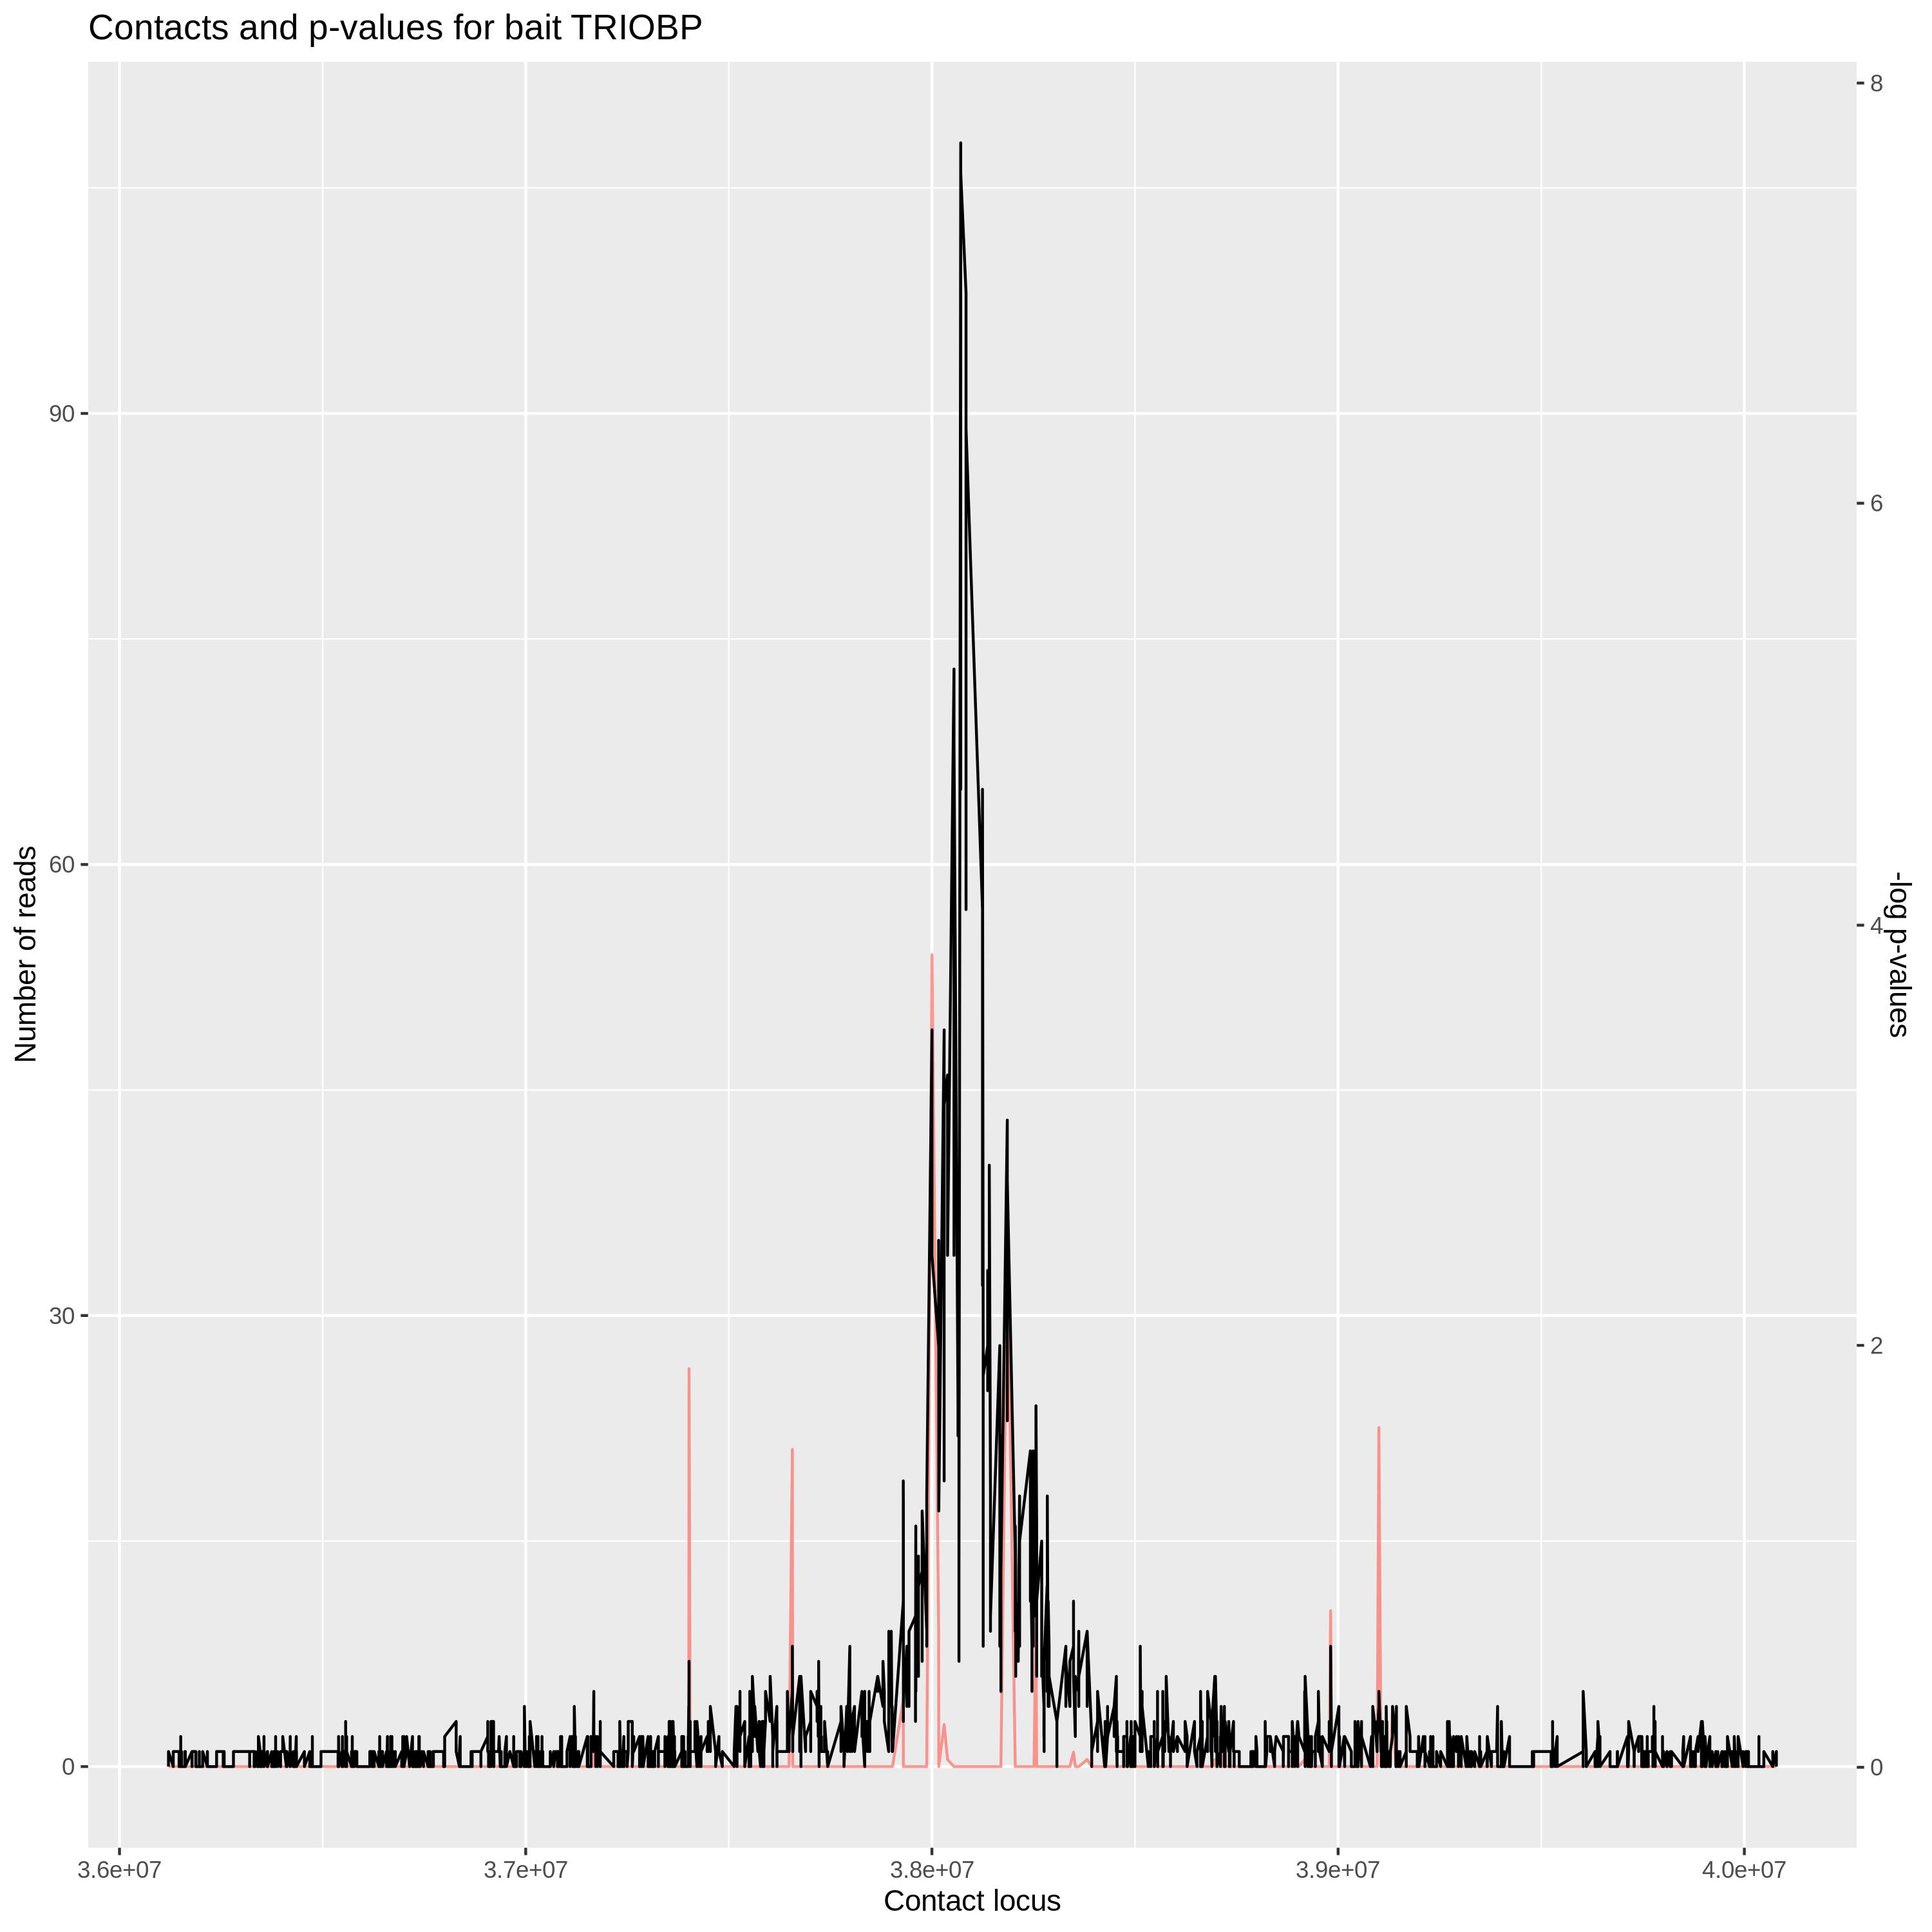 Contacts and p-values for bait TRIOBP
Number of reads
90
60
30
0
8
6
4
2
0
-log p-values
3.6e+07 3.7e+07 3.8e+07 3.9e+07 4.0e+07
Contact locus